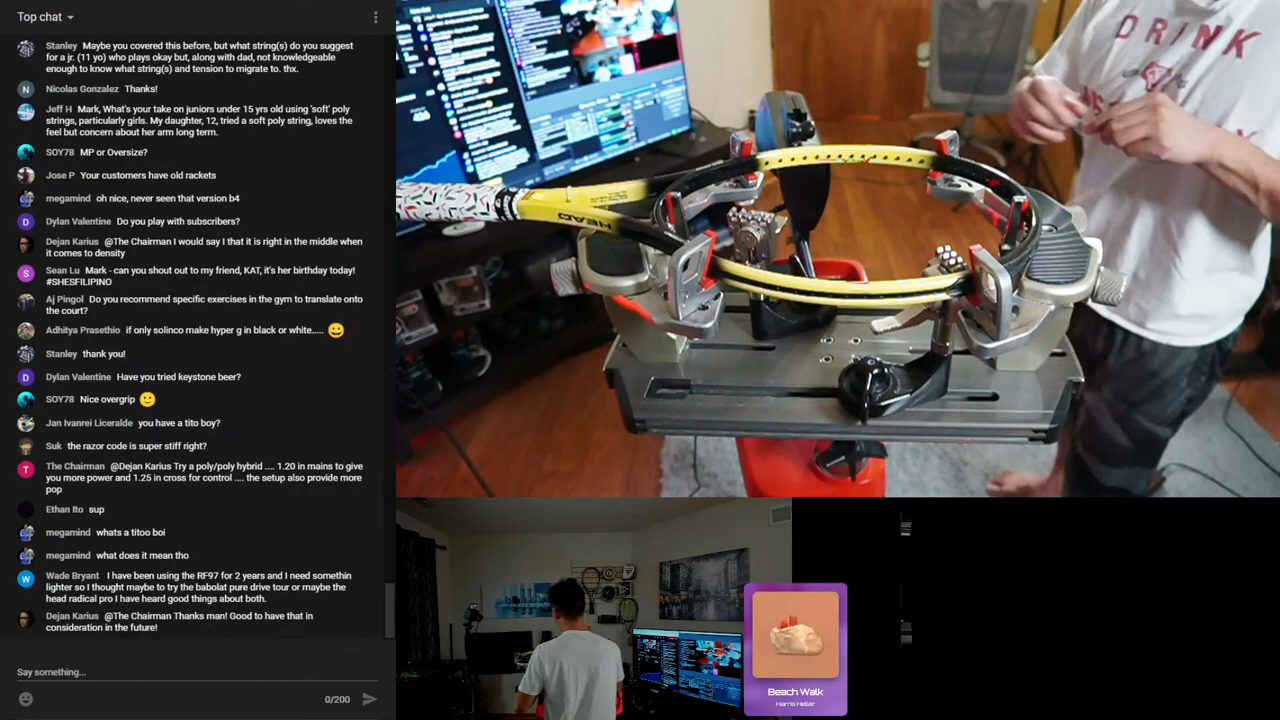 Top chat
Stanley Maybe you covered this before, but what string(s) do you suggest
for a jr. (11 yo) who plays okay but, along with dad, not knowledgeable
enough to know what string(s) and tension to migrate to. thx.
N Nicolas Gonzalez Thanks!
Jeff H Mark, What's your take on juniors under 15 yrs old using 'soft' poly
strings, particularly girls. My daughter, 12, tried a soft poly string, loves the
feel but concern about her arm long term.
SOY78 MP or Oversize?
Jose P Your customers have old rackets
megamind oh nice, never seen that version b4
D Dylan Valentine Do you play with subscribers?
Dejan Karius @The Chairman I would say I that it is right in the middle when
it comes to density
S Sean Lu Mark - can you shout out to my friend, KAT, it's her birthday today!
#SHESFILIPINO
Aj Pingol Do you recommend specific exercises in the gym to translate onto
the court?
Adhitya Prasethio if only solinco make hyper g in black or white..... 😀
Stanley thank you!
D Dylan Valentine Have you tried keystone beer?
SOY78 Nice overgrip 🙂
Jan Ivanrei Liceralde you have a tito boy?
Suk the razor code is super stiff right?
T The Chairman @Dejan Karius Try a poly/poly hybrid .... 1.20 in mains to give
you more power and 1.25 in cross for control .... the setup also provide more
pop
Ethan Ito sup
megamind whats a titoo boi
megamind what does it mean tho
W Wade Bryant I have been using the RF97 for 2 years and I need somethin
lighter so I thought maybe to try the babolat pure drive tour or maybe the
head radical pro I have heard good things about both.
Dejan Karius @The Chairman Thanks man! Good to have that in
consideration in the future!
Say something...
0/200
DRINK
HEAD
Beach Walk
Harris Heller